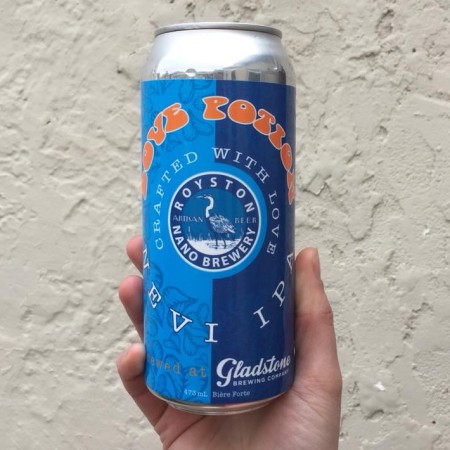 OVE POTION
CRAFTED WITH LOVE
ROYSTON
ARTISAN BEER
NANO BREWERY
NEVI IPA
ewed at Gladstone
BREWING COMPANY
473 mL Bière Forte